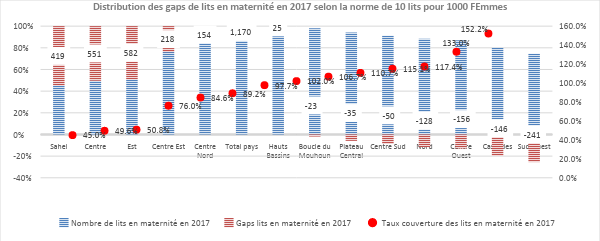 Distribution des gaps de lits en maternité en 2017 selon la norme de 10 lits pour 1000 FEmmes
100% 160.0%
80% 140.0%
60% 120.0%
40% 100.0%
20% 80.0%
0% 60.0%
-20% 40.0%
-40% 20.0%
0.0%
419 551 582 218 154 1,170 25 -23 -35 -50 -128 -156 -146 -241
45.0% 49.6% 50.8% 76.0% 84.6% 89.2% 97.7% 102.0% 106.7% 110.7% 117.4% 133.0% 152.2%
Sahel Centre Est Centre Est Centre Nord Total pays Hauts Bassins Boucle du Mouhoun Plateau Central Centre Sud Nord Centre Ouest
Nombre de lits en maternité en 2017 Gaps lits en maternité en 2017 Taux couverture des lits en maternité en 2017